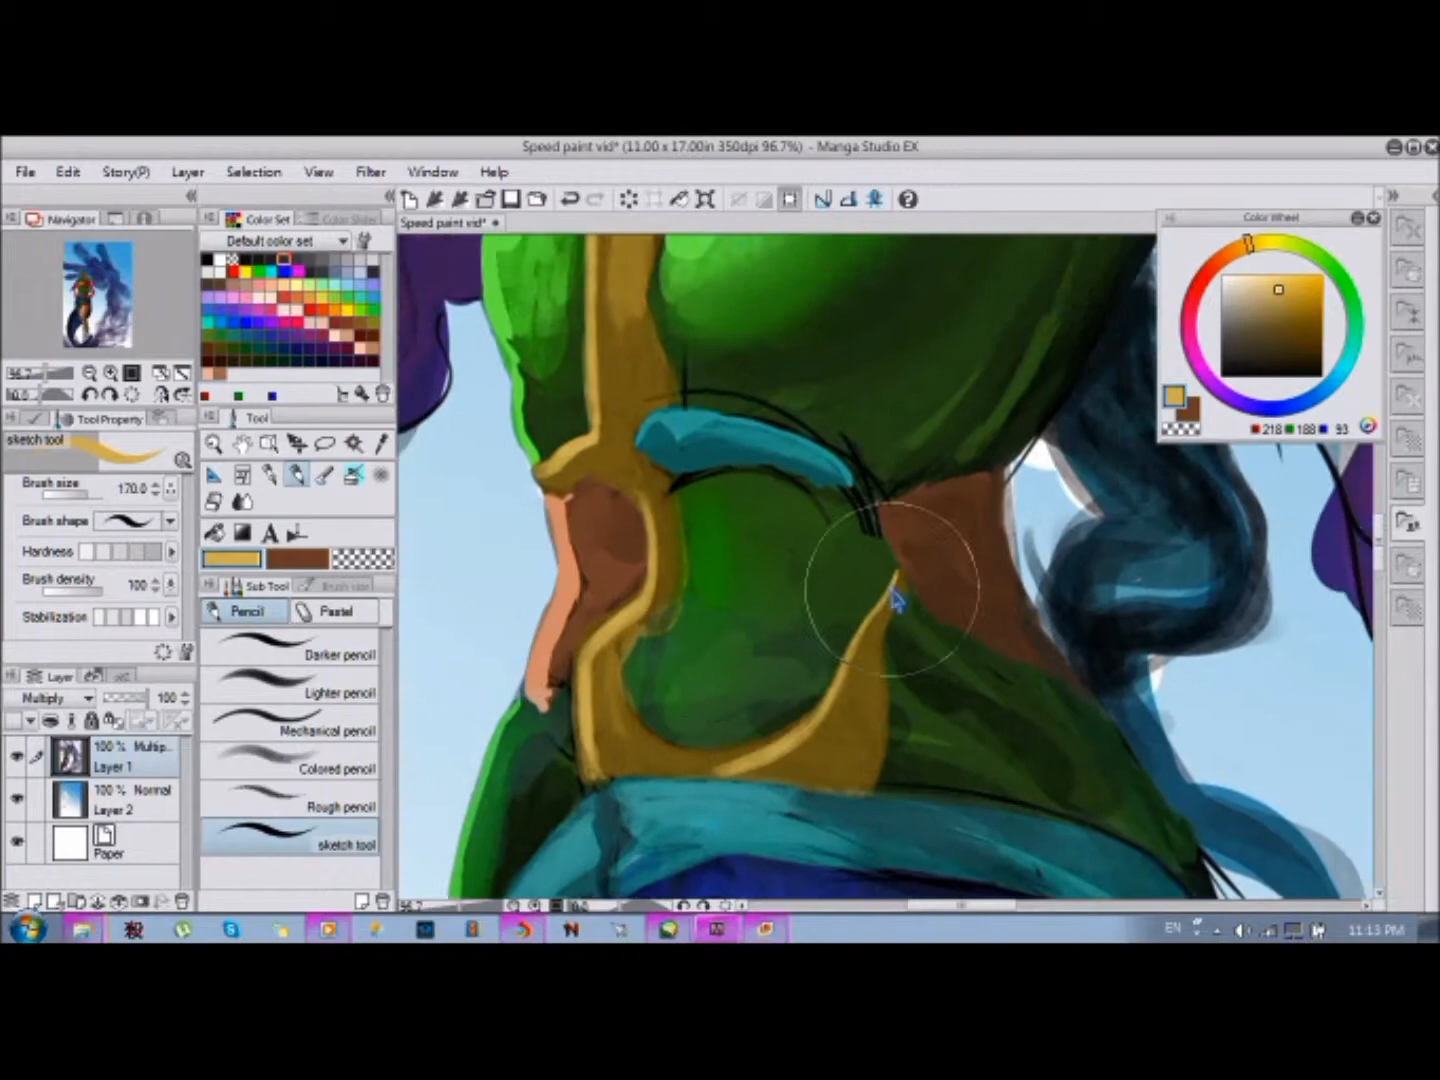 Speed paint vid* (11.00 x 17.00in 350dpi 96.7%) - Manga Studio EX
File Edit Story(P) Layer Selection View Filter Window Help
Navigator
Color Set
Color Slider
Speed paint vid*
Color Wheel
Default color set
96.7
Tool Property
Tool
sketch tool
Brush size 170.0
Brush shape
Hardness
Brush density 100
Stabilization
218 188 93
Sub Tool
Brush size
Pencil
Pastel
Darker pencil
Lighter pencil
Mechanical pencil
Colored pencil
Rough pencil
sketch tool
Layer
Multiply 100
100 % Multip..
Layer 1
100 % Normal
Layer 2
Paper
96.7
EN
11:13 PM